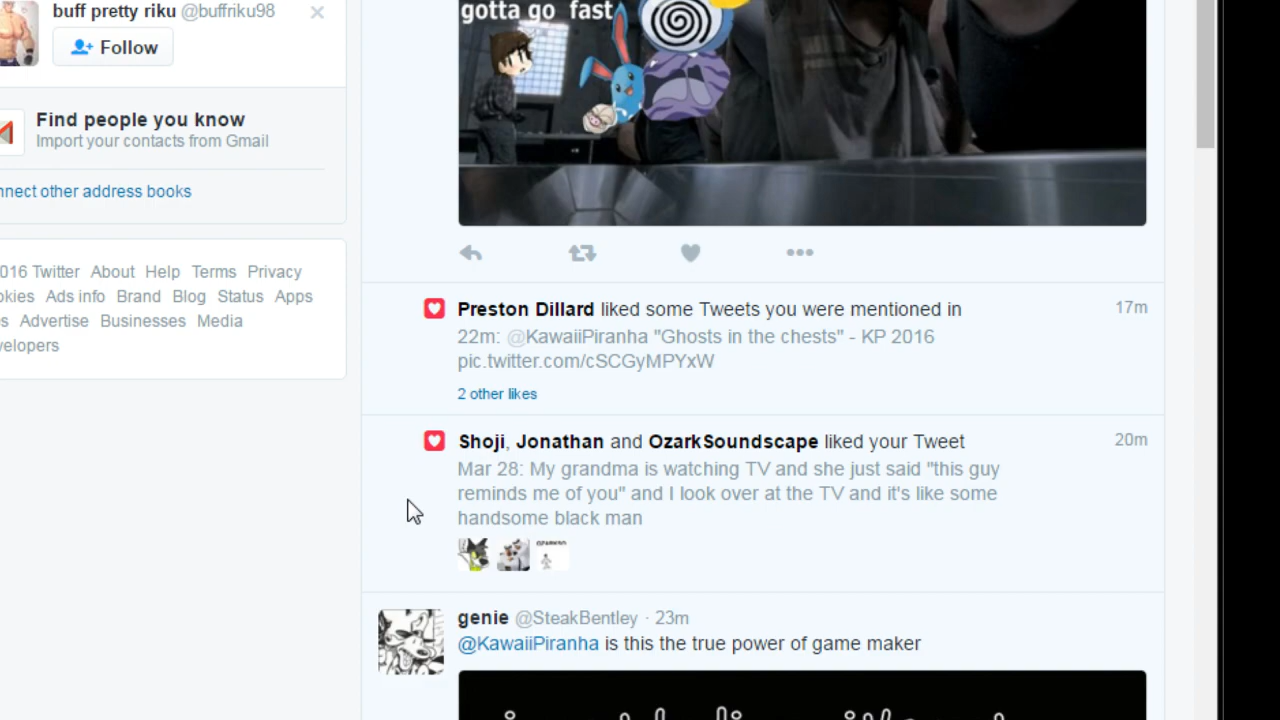 buff pretty riku @buffriku98
Follow
Find people you know
Import your contacts from Gmail
nnect other address books
016 Twitter About Help Terms Privacy
okies Ads info Brand Blog Status Apps
s Advertise Businesses Media
velopers
gotta go fast
Preston Dillard liked some Tweets you were mentioned in 17m
22m: @KawaiiPiranha "Ghosts in the chests" - KP 2016
pic.twitter.com/cSCGyMPYxW
2 other likes
Shoji, Jonathan and OzarkSoundscape liked your Tweet 20m
Mar 28: My grandma is watching TV and she just said "this guy
reminds me of you" and I look over at the TV and it's like some
handsome black man
genie @SteakBentley · 23m
@KawaiiPiranha is this the true power of game maker